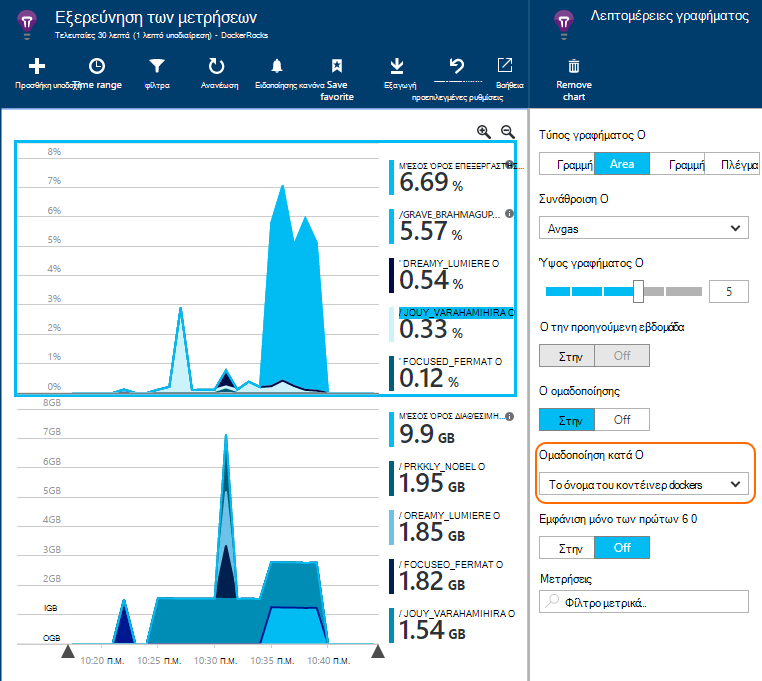 Εξερεύνηση των μετρήσεων
Τελευταίες 30 λεπτά (1 λεπτό υποδιαίρεση) - DockerRocks
Προσθήκη υποδοχή
Time range
φίλτρα
Ανανέωση
Ειδοποίησης κανόνα
Save favorite
Εξαγωγή
προεπιλεγμένες ρυθμίσεις
Βοήθεια
Λεπτομέρειες γραφήματος
Remove chart
8%
7%
6%
5%
4%
3%
2%
1%
0%
ΜΈΣΟΣ ΌΡΟΣ ΕΠΕΞΕΡΓΑΣΤΉΣ...
6.69 %
/GRAVE_BRAHMAGUP...
5.57 %
' DREAMY_LUMIERE O
0.54 %
/ JOUY_VARAHAMIHIRA O
0.33 %
' FOCUSED_FERMAT O
0.12 %
8GB
7GB
6GB
5GB
4GB
3GB
2GB
IGB
OGB
ΜΈΣΟΣ ΌΡΟΣ ΔΙΑΘΈΣΙΜΗ...
9.9 GB
/ PRKKLY_NOBEL O
1.95 GB
/ OREAMY_LUMIERE O
1.85 GB
/ FOCUSEO_FERMAT O
1.82 GB
/ JOUY_VARAHAMIHIRA O
1.54 GB
10:20 π.μ.
10:25 π.μ.
10:30 π.μ.
10:35 π.μ.
10:40 π.μ.
Τύπος γραφήματος O
Γραμμή
Area
Γραμμή
Πλέγμα
Συνάθροιση O
Avgas
Ύψος γραφήματος O
5
Ο την προηγούμενη εβδομάδα
Στην
Off
Ο ομαδοποίησης
Στην
Off
Ομαδοποίηση κατά O
Το όνομα του κοντέινερ dockers
Εμφάνιση μόνο των πρώτων 6 0
Στην
Off
Μετρήσεις
Φίλτρο μετρικά..